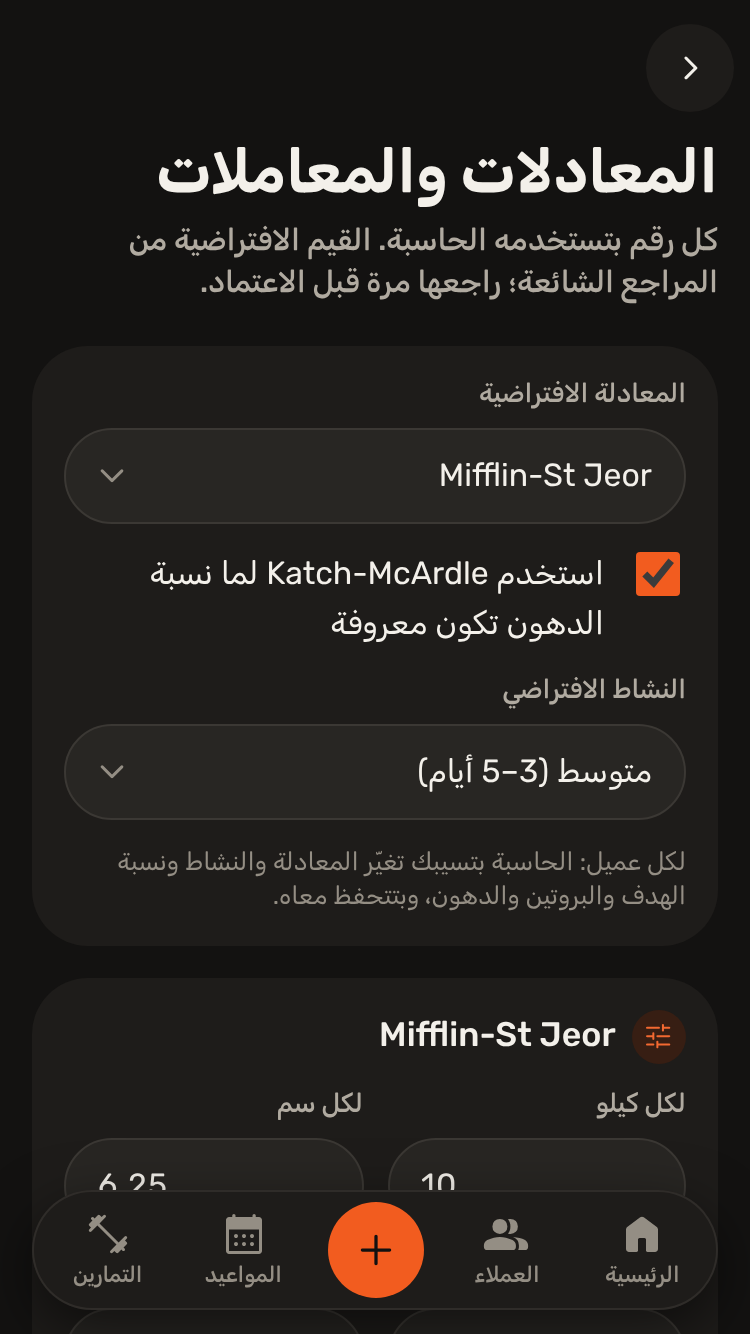 المعادلات والمعاملات
كل رقم بتستخدمه الحاسبة. القيم الافتراضية من
المراجع الشائعة؛ راجعها مرة قبل الاعتماد.
المعادلة الافتراضية
Mifflin-St Jeor
استخدم Katch-McArdle لما نسبة
الدهون تكون معروفة
النشاط الافتراضي
متوسط (3–5 أيام)
لكل عميل: الحاسبة بتسيبك تغيّر المعادلة والنشاط ونسبة
الهدف والبروتين والدهون، وبتتحفظ معاه.
Mifflin-St Jeor
لكل كيلو
لكل سم
10
6.25
الرئيسية
العملاء
المواعيد
التمارين